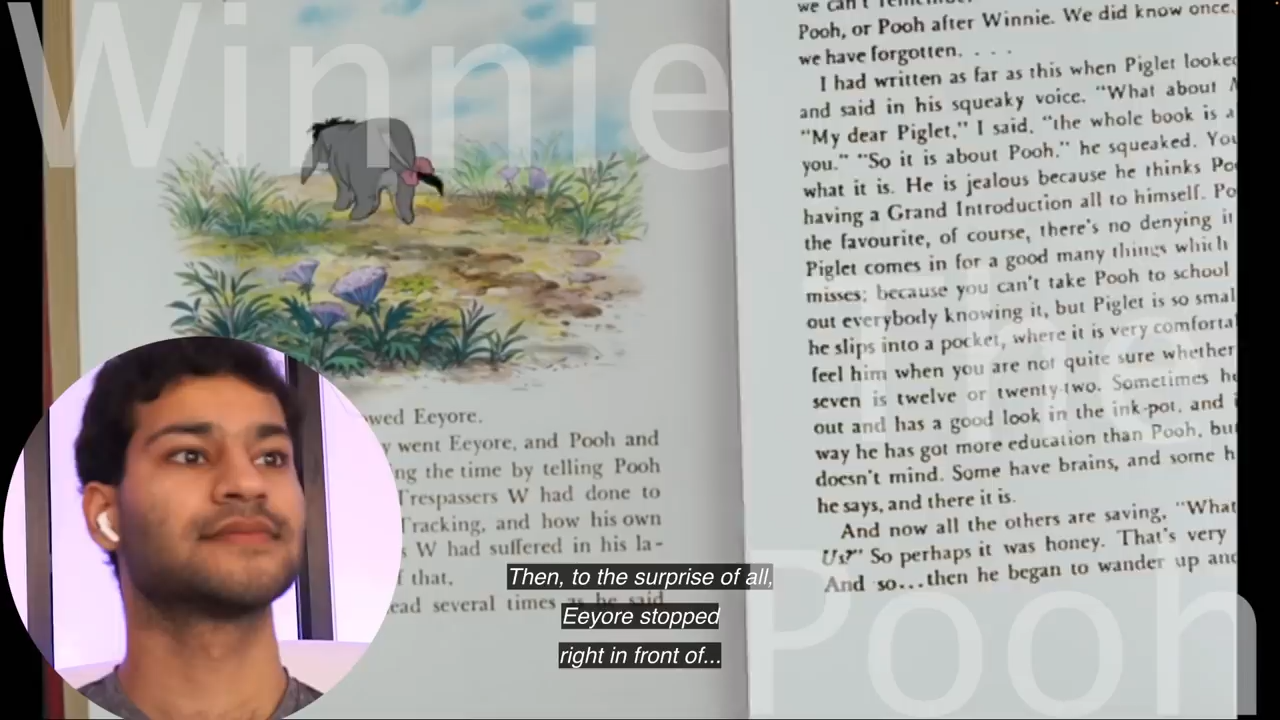 Winnie
The
Pooh
owed Eeyore.
y went Eeyore, and Pooh and
ng the time by telling Pooh
Trespassers W had done to
Tracking, and how his own
s W had suffered in his la-
f that.
ead several times as he said
we can't remember
Pooh, or Pooh after Winnie. We did know once,
we have forgotten. . . .
I had written as far as this when Piglet looked
and said in his squeaky voice. "What about
"My dear Piglet," I said, "the whole book is a
you." "So it is about Pooh," he squeaked. You
what it is. He is jealous because he thinks Po
having a Grand Introduction all to himself. Po
the favourite, of course, there's no denying it
Piglet comes in for a good many things which
misses; because you can't take Pooh to school
out everybody knowing it, but Piglet is so smal
he slips into a pocket, where it is very comforta
feel him when you are not quite sure whether
seven is twelve or twenty-two. Sometimes he
out and has a good look in the ink-pot, and i
way he has got more education than Pooh, bu
doesn't mind. Some have brains, and some h
he says, and there it is.
And now all the others are saving, "What
Us?" So perhaps it was honey. That's very
And so...then he began to wander up and
Then, to the surprise of all,
Eeyore stopped
right in front of...